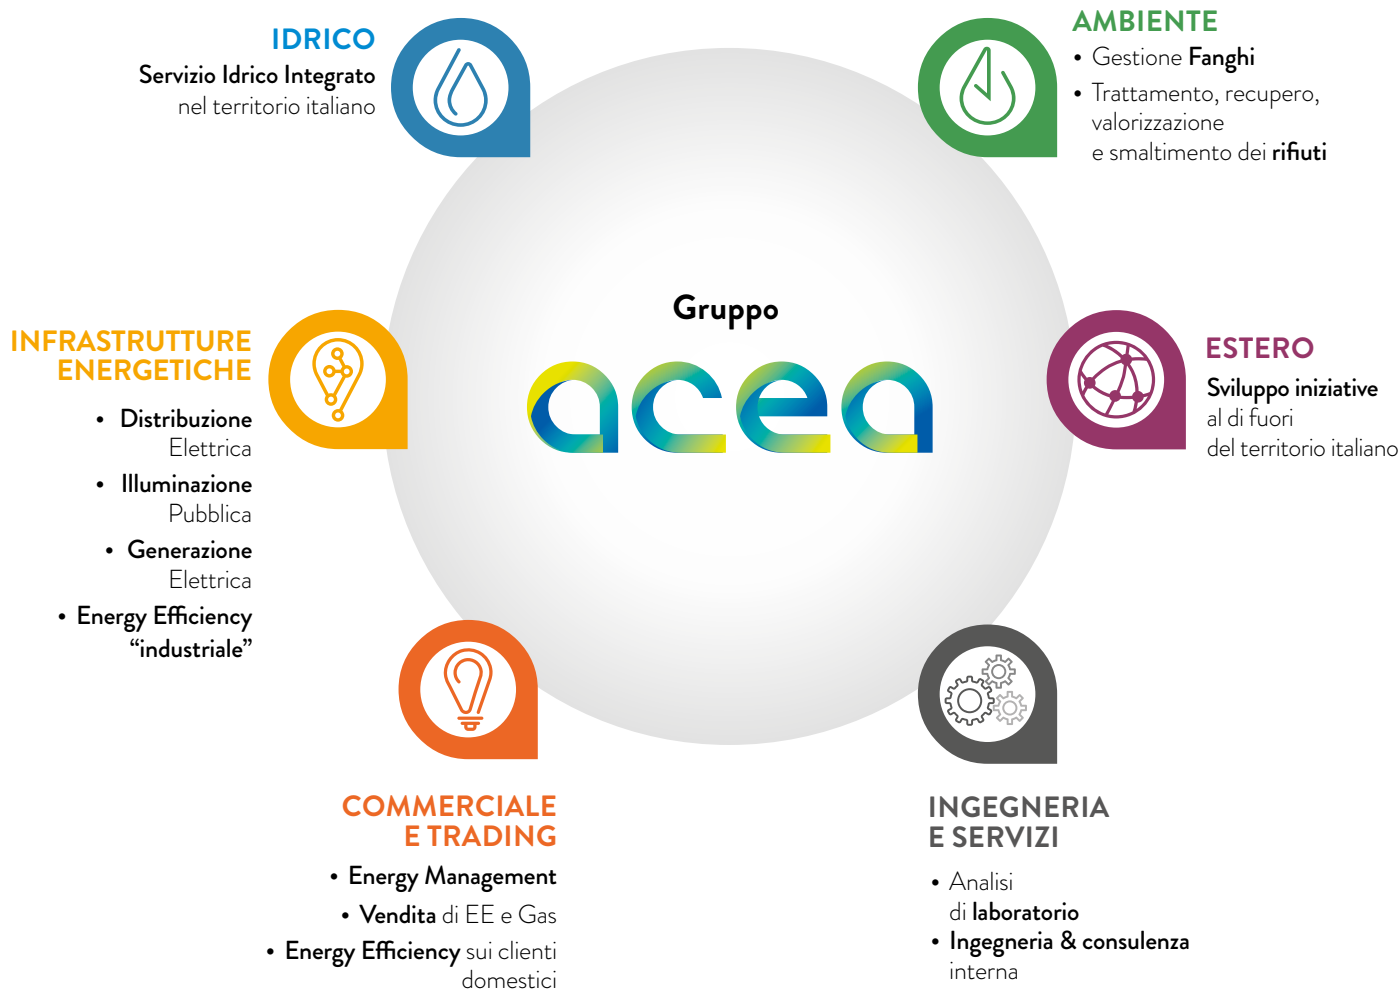 IDRICO
Servizio Idrico Integrato
nel territorio italiano
AMBIENTE
• Gestione Fanghi
• Trattamento, recupero,
valorizzazione
e smaltimento dei rifiuti
Gruppo
acea
INFRASTRUTTURE
ENERGETICHE
• Distribuzione
Elettrica
• Illuminazione
Pubblica
• Generazione
Elettrica
• Energy Efficiency
“industriale”
ESTERO
Sviluppo iniziative
al di fuori
del territorio italiano
COMMERCIALE
E TRADING
• Energy Management
• Vendita di EE e Gas
• Energy Efficiency sui clienti
domestici
INGEGNERIA
E SERVIZI
• Analisi
di laboratorio
• Ingegneria & consulenza
interna